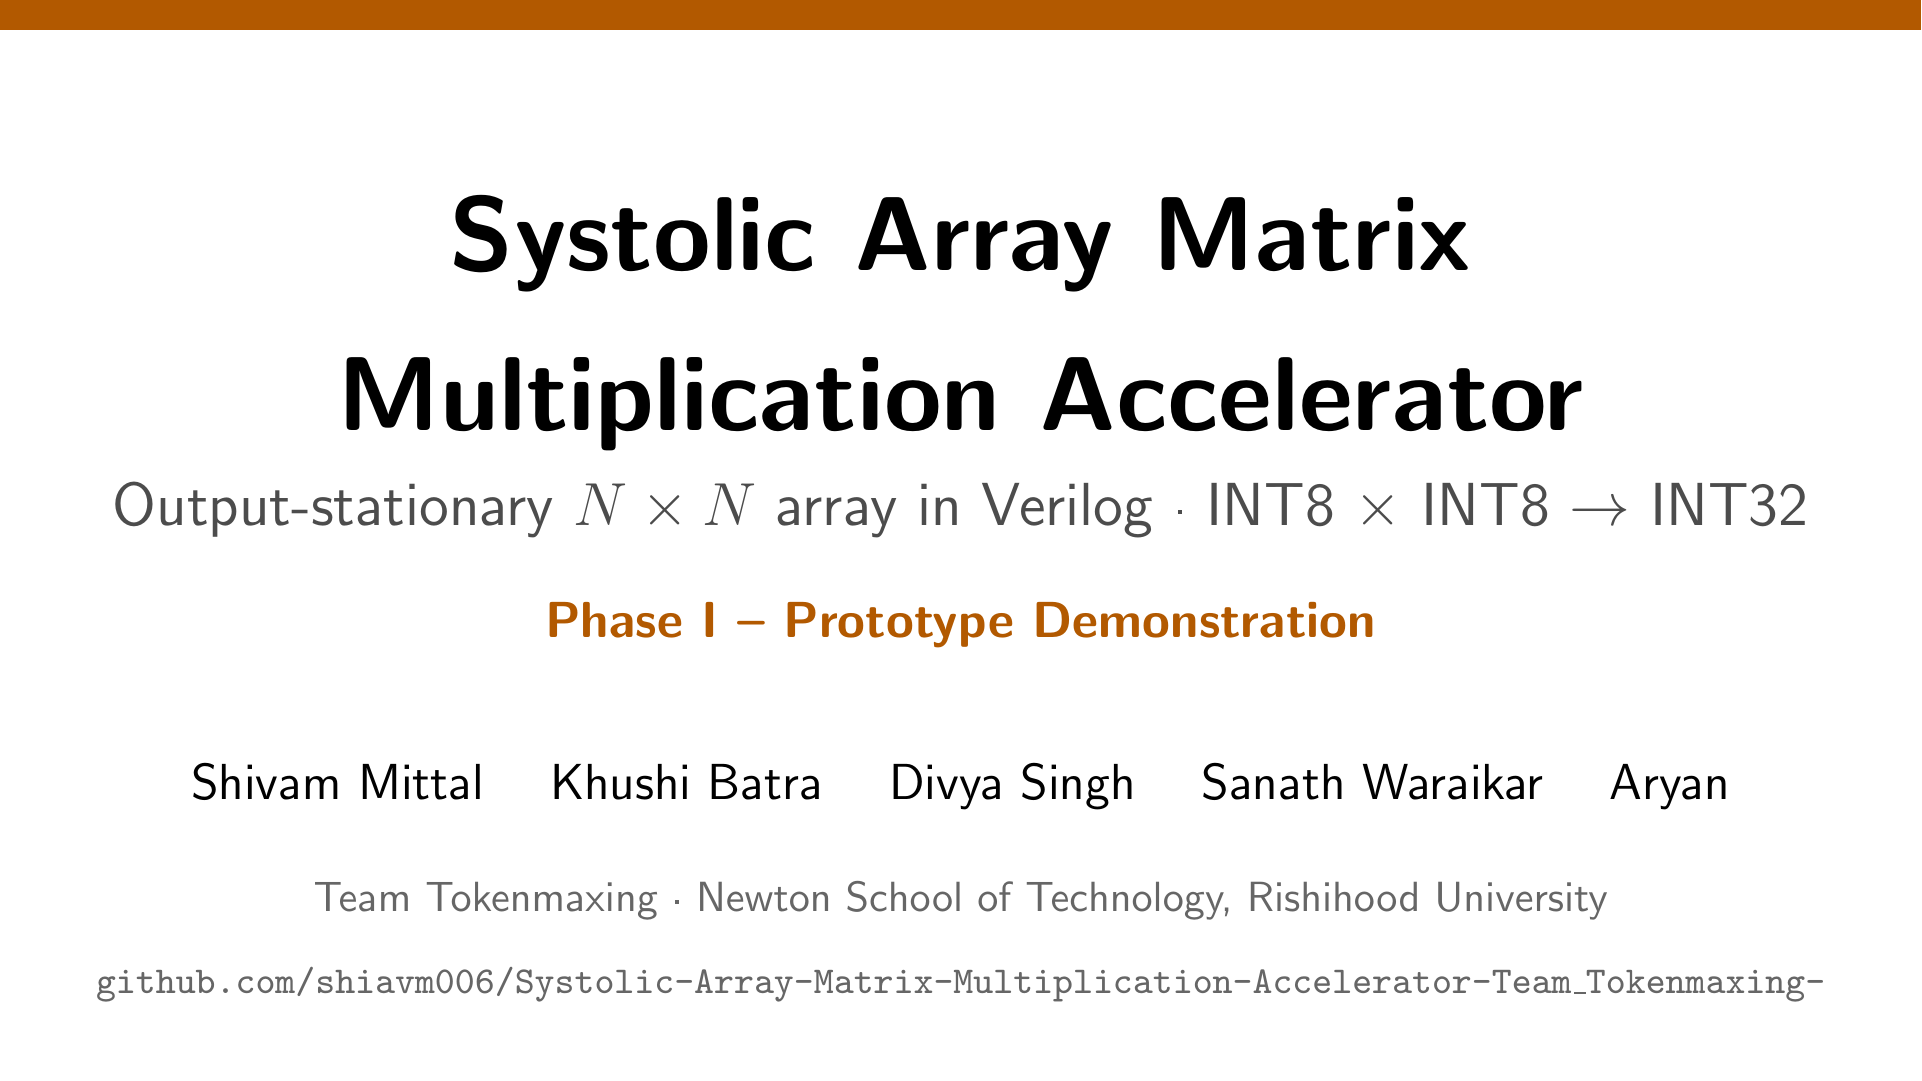 Systolic Array Matrix
Multiplication Accelerator
Output-stationary N × N array in Verilog · INT8 × INT8 → INT32
Phase I – Prototype Demonstration
Shivam Mittal Khushi Batra Divya Singh Sanath Waraikar Aryan
Team Tokenmaxing · Newton School of Technology, Rishihood University
github.com/shiavm006/Systolic-Array-Matrix-Multiplication-Accelerator-Team_Tokenmaxing-